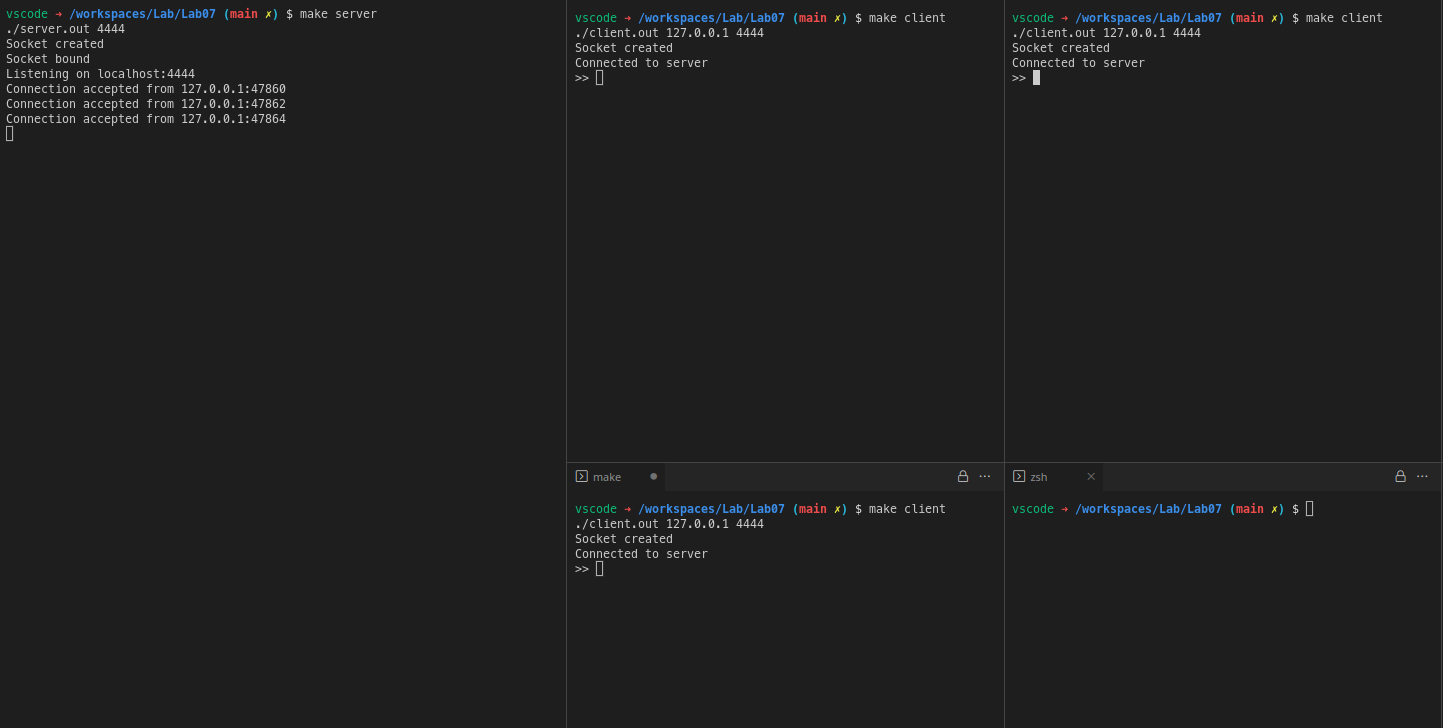 vscode → /workspaces/Lab/Lab07 (main ✗) $ make server
./server.out 4444
Socket created
Socket bound
Listening on localhost:4444
Connection accepted from 127.0.0.1:47860
Connection accepted from 127.0.0.1:47862
Connection accepted from 127.0.0.1:47864
vscode → /workspaces/Lab/Lab07 (main ✗) $ make client
./client.out 127.0.0.1 4444
Socket created
Connected to server
>>
vscode → /workspaces/Lab/Lab07 (main ✗) $ make client
./client.out 127.0.0.1 4444
Socket created
Connected to server
>>
make
vscode → /workspaces/Lab/Lab07 (main ✗) $ make client
./client.out 127.0.0.1 4444
Socket created
Connected to server
>>
zsh
vscode → /workspaces/Lab/Lab07 (main ✗) $